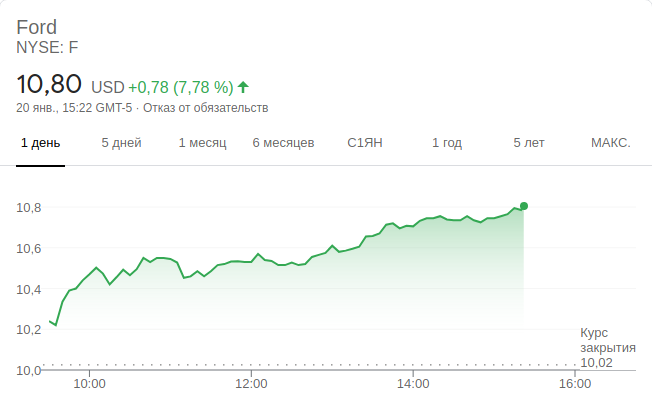 Ford
NYSE: F
10,80 USD +0,78 (7,78 %)
20 янв., 15:22 GMT-5 · Отказ от обязательств
1 день 5 дней 1 месяц 6 месяцев С1ЯН 1 год 5 лет МАКС.
10,8
10,6
10,4
10,2
Курс
закрытия
10,02
10,0
10:00 12:00 14:00 16:00